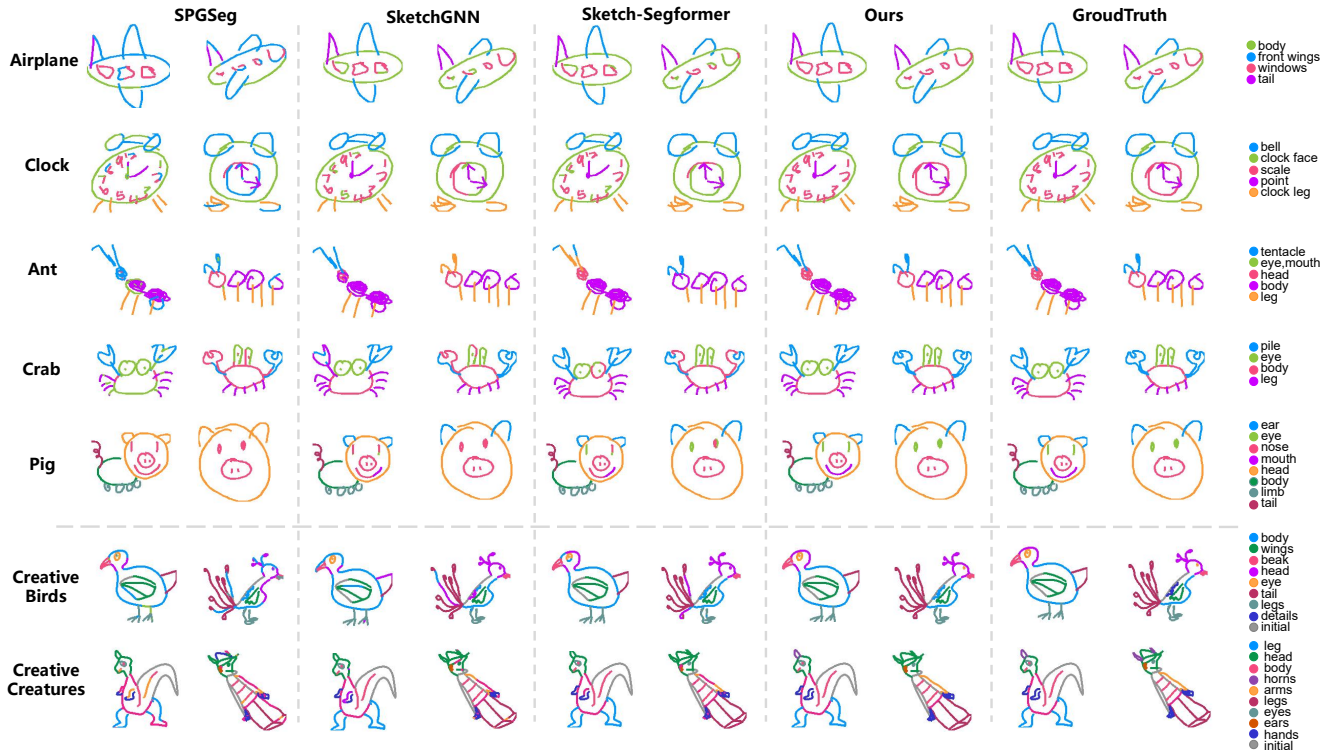 SPGSeg SketchGNN Sketch-Segformer Ours GroudTruth
Airplane
body
front wings
windows
tail
Clock
bell
clock face
scale
point
clock leg
Ant
tentacle
eye,mouth
head
body
leg
Crab
pile
eye
body
leg
Pig
ear
eye
nose
mouth
head
body
limb
tail
Creative
Birds
body
wings
beak
head
eye
tail
legs
details
initial
Creative
Creatures
leg
head
body
horns
arms
legs
eyes
ears
hands
initial